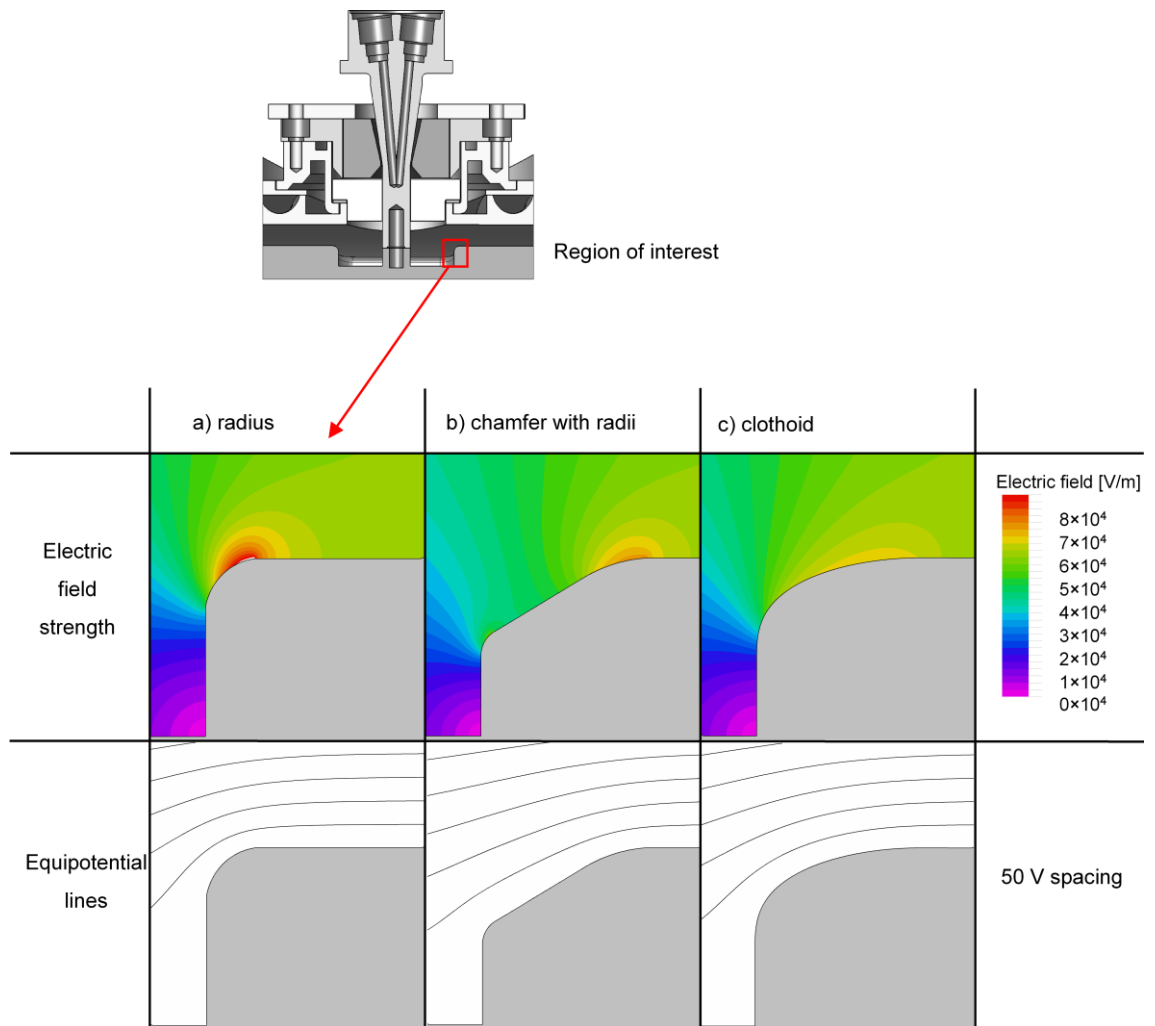 Region of interest
a) radius
b) chamfer with radii
c) clothoid
Electric
field
strength
Electric field [V/m]
8×10⁴
7×10⁴
6×10⁴
5×10⁴
4×10⁴
3×10⁴
2×10⁴
1×10⁴
0×10⁴
Equipotential
lines
50 V spacing